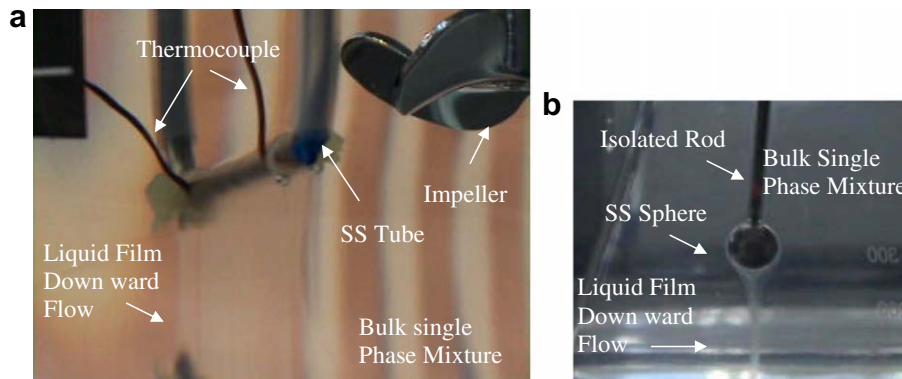 a
Thermocouple
Impeller
SS Tube
Liquid Film
Down ward
Flow
Bulk single
Phase Mixture
b
Isolated Rod
Bulk Single
Phase Mixture
SS Sphere
Liquid Film
Down ward
Flow